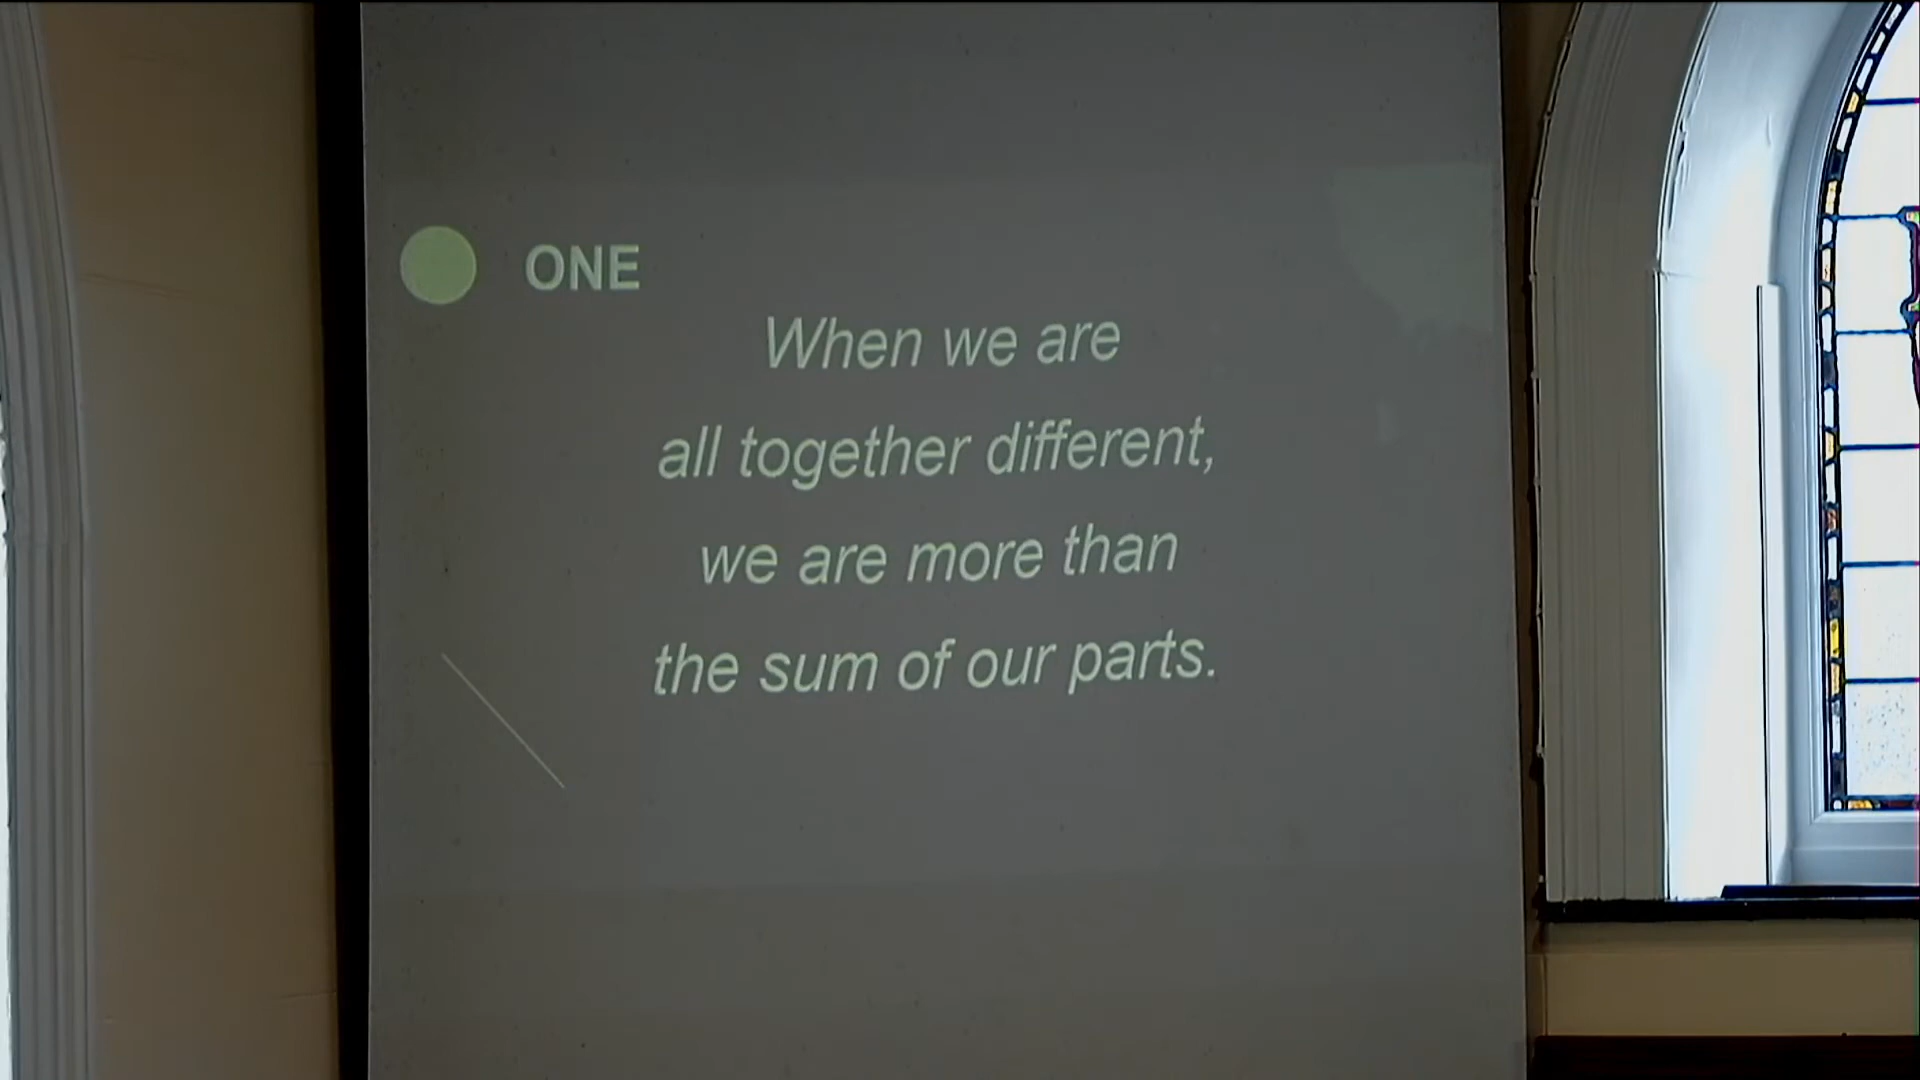 ONE
When we are
all together different,
we are more than
the sum of our parts.